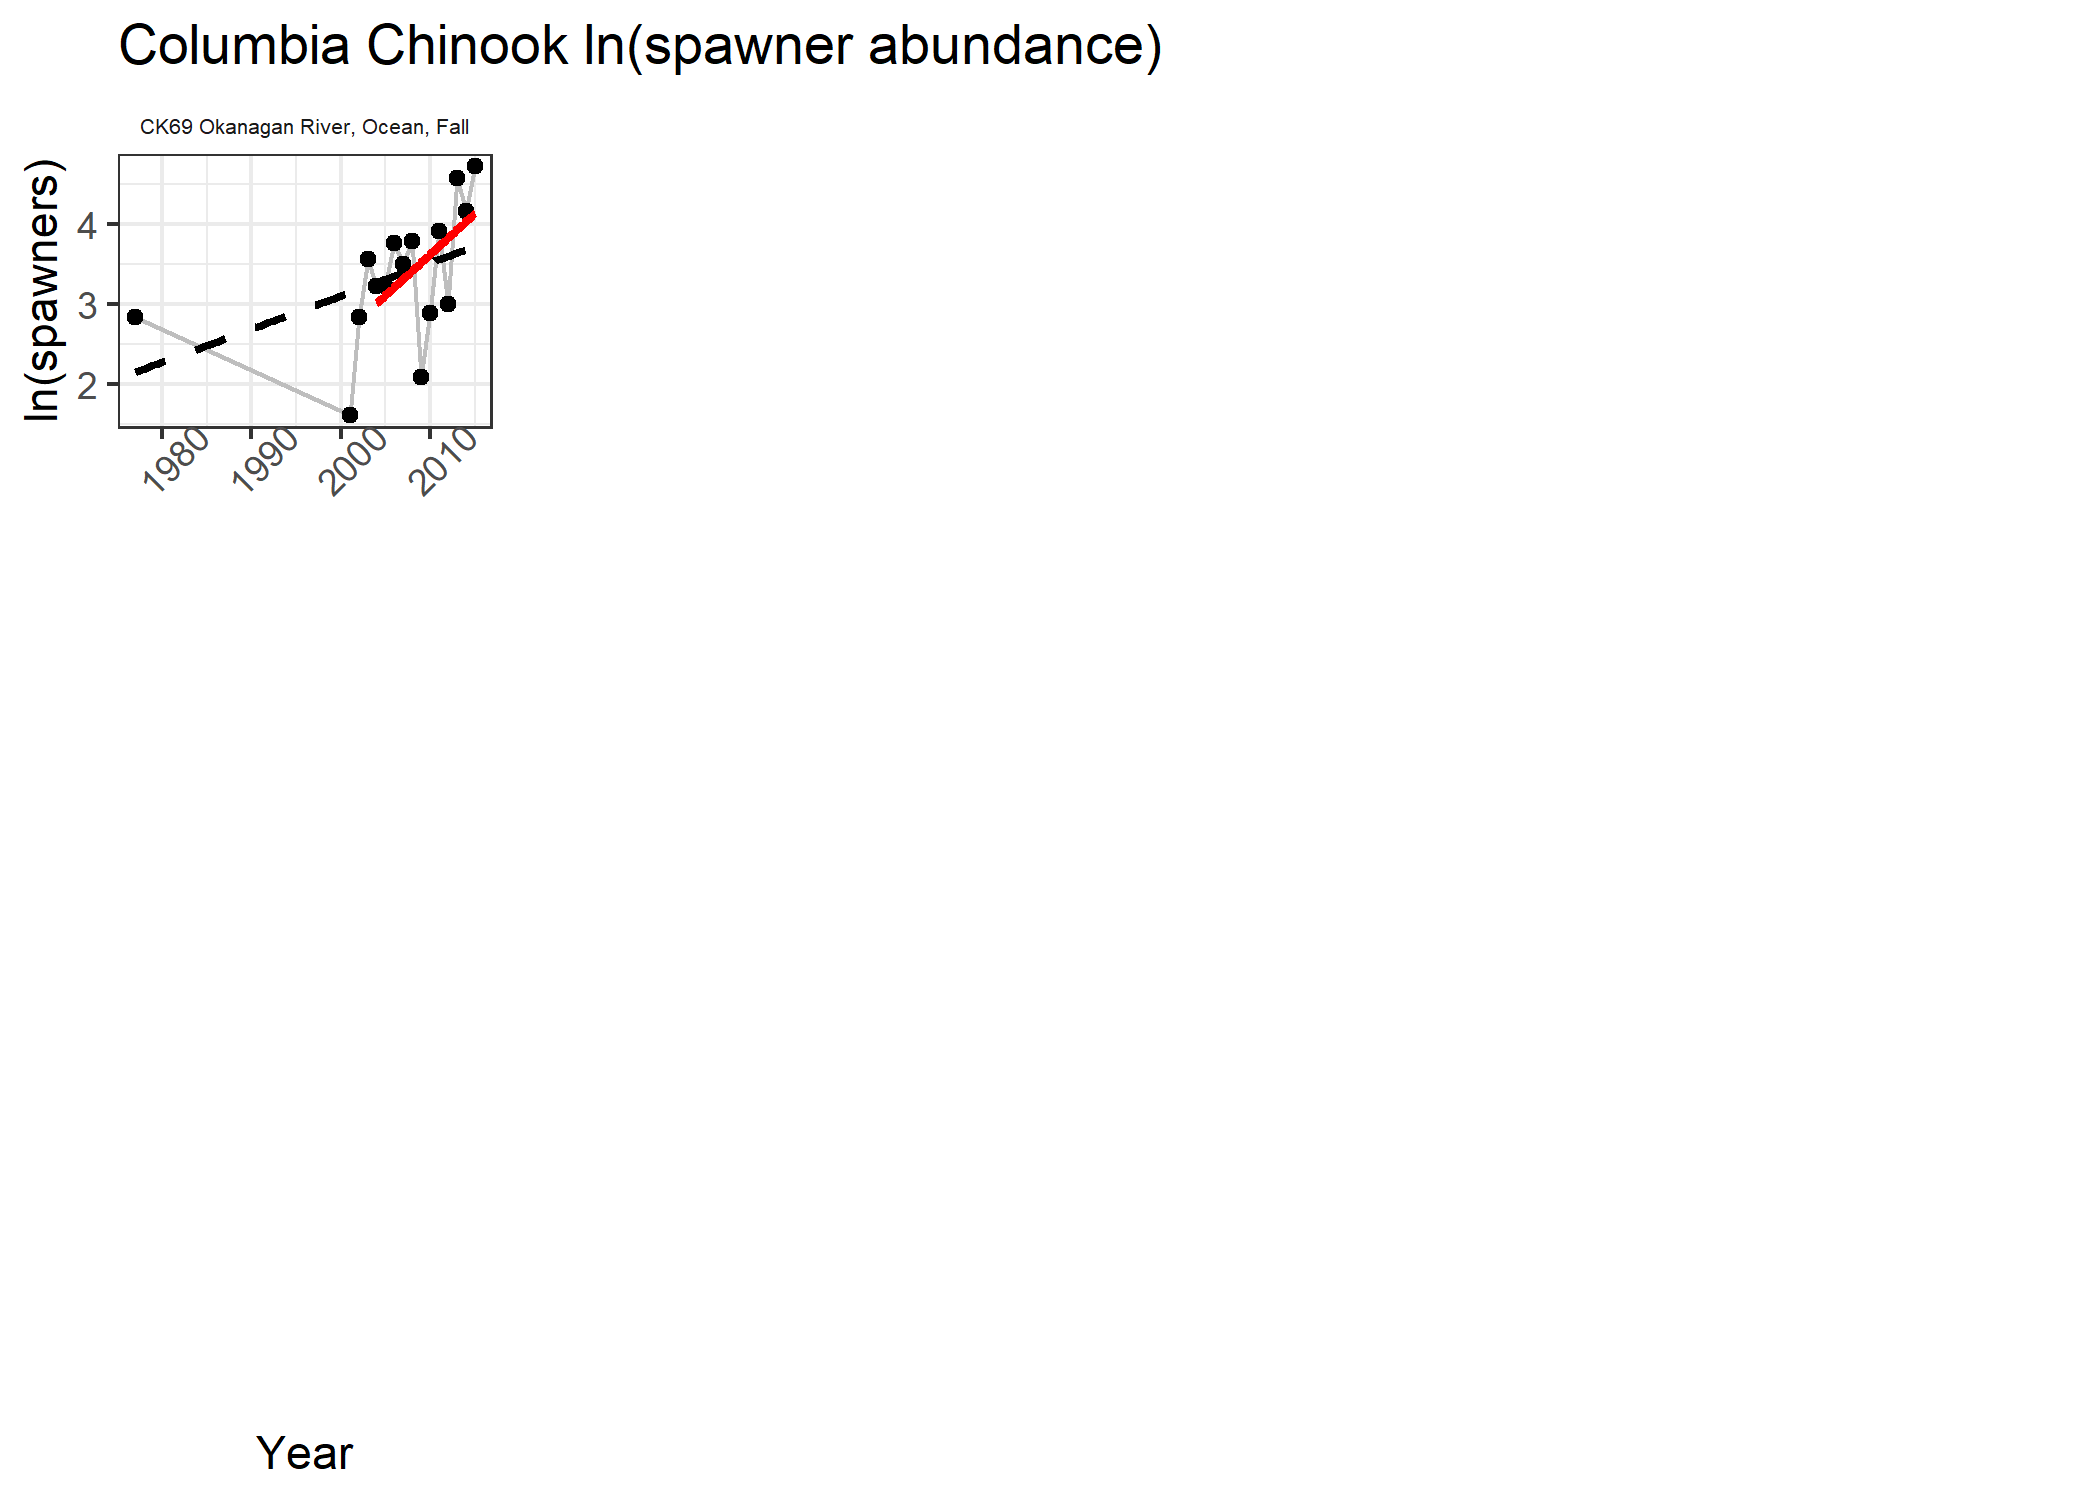 Columbia Chinook ln(spawner abundance)
CK69 Okanagan River, Ocean, Fall
ln(spawners)
4
3
2
1980
1990
2000
2010
Year